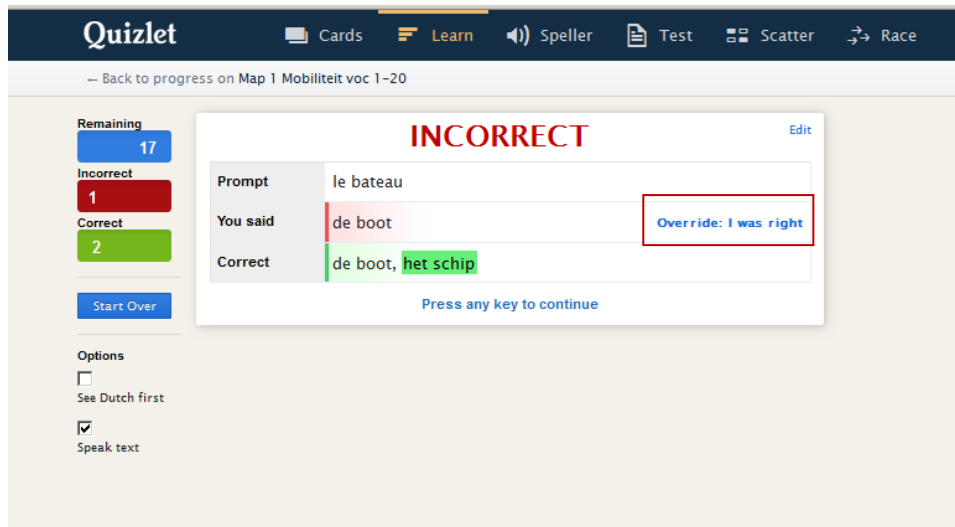 Quizlet Cards Learn Speller Test Scatter Race
← Back to progress on Map 1 Mobiliteit voc 1-20
Remaining
17
Incorrect
1
Correct
2
Start Over
Options
See Dutch first
Speak text
INCORRECT Edit
Prompt le bateau
You said de boot Override: I was right
Correct de boot, het schip
Press any key to continue